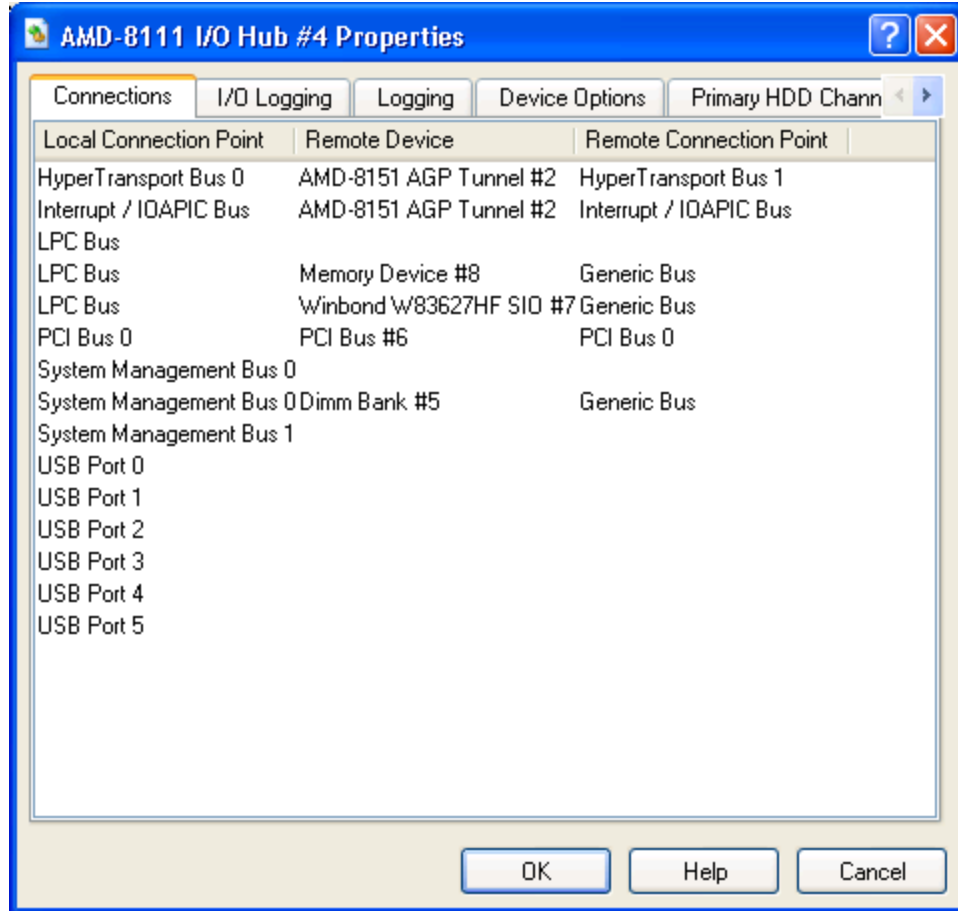 AMD-8111 I/O Hub #4 Properties
Connections I/O Logging Logging Device Options Primary HDD Chann
Local Connection Point Remote Device Remote Connection Point
HyperTransport Bus 0 AMD-8151 AGP Tunnel #2 HyperTransport Bus 1
Interrupt / IOAPIC Bus AMD-8151 AGP Tunnel #2 Interrupt / IOAPIC Bus
LPC Bus
LPC Bus Memory Device #8 Generic Bus
LPC Bus Winbond W83627HF SIO #7 Generic Bus
PCI Bus 0 PCI Bus #6 PCI Bus 0
System Management Bus 0
System Management Bus 0 Dimm Bank #5 Generic Bus
System Management Bus 1
USB Port 0
USB Port 1
USB Port 2
USB Port 3
USB Port 4
USB Port 5
OK Help Cancel